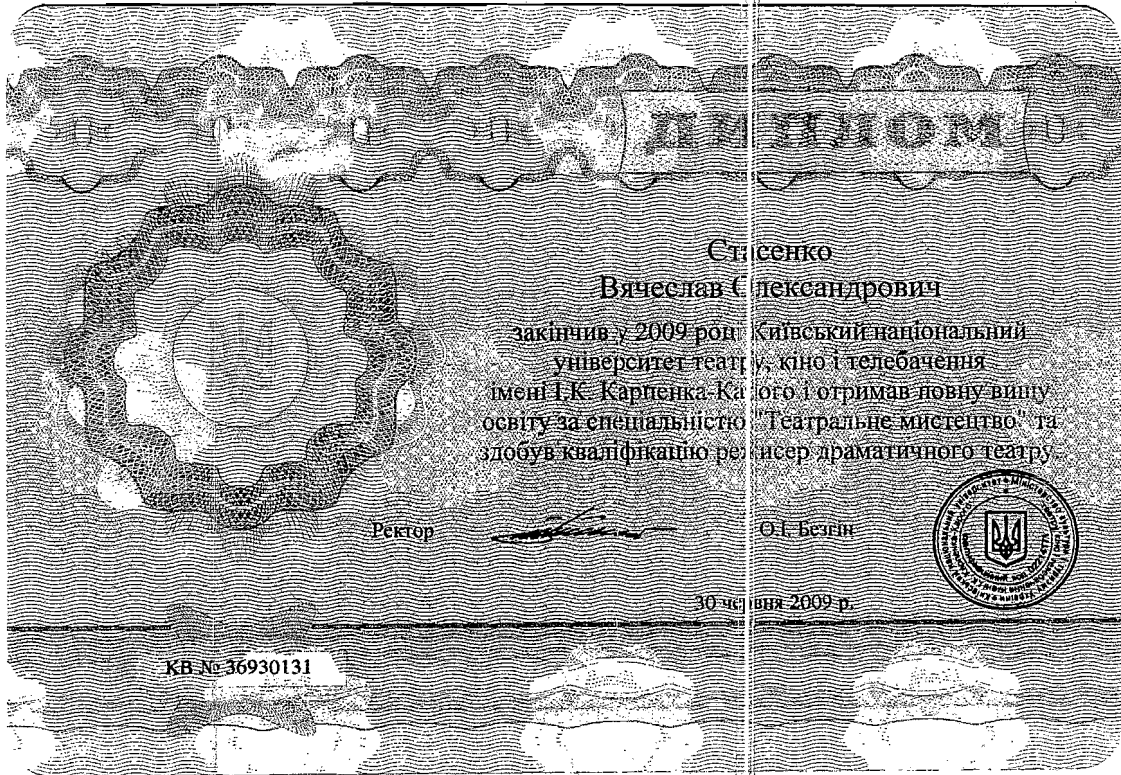 ДИПЛОМ
Стасенко
Вячеслав Олександрович
закінчив у 2009 році Київський національний
університет театру, кіно і телебачення
імені І.К. Карпенка-Карого і отримав повну вищу
освіту за спеціальністю "Театральне мистецтво" та
здобув кваліфікацію режисер драматичного театру.
Ректор О.І. Безгін
30 червня 2009 р.
КВ № 36930131